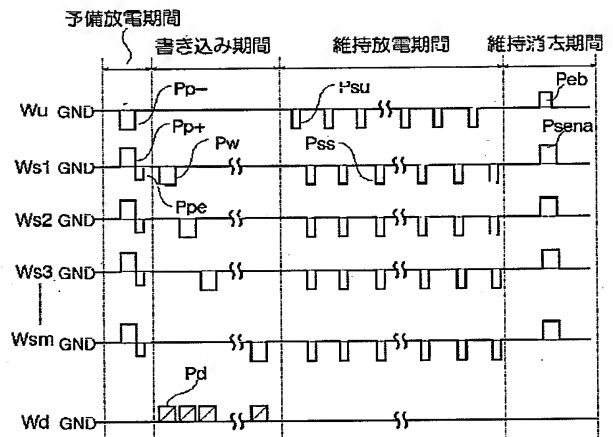 予備放電期間
書き込み期間 維持放電期間 維持消去期間
Wu GND Pp− Psu Peb
Pp+ Psena
Ws1 GND Pw Pss
Ppe
Ws2 GND
Ws3 GND
Wsm GND
Pd
Wd GND